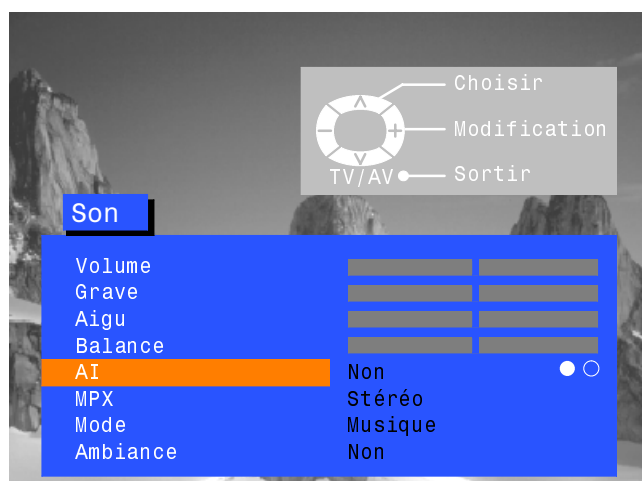 Choisir
Modification
TV/AV Sortir
Son
Volume
Grave
Aigu
Balance
AI Non
MPX Stéréo
Mode Musique
Ambiance Non